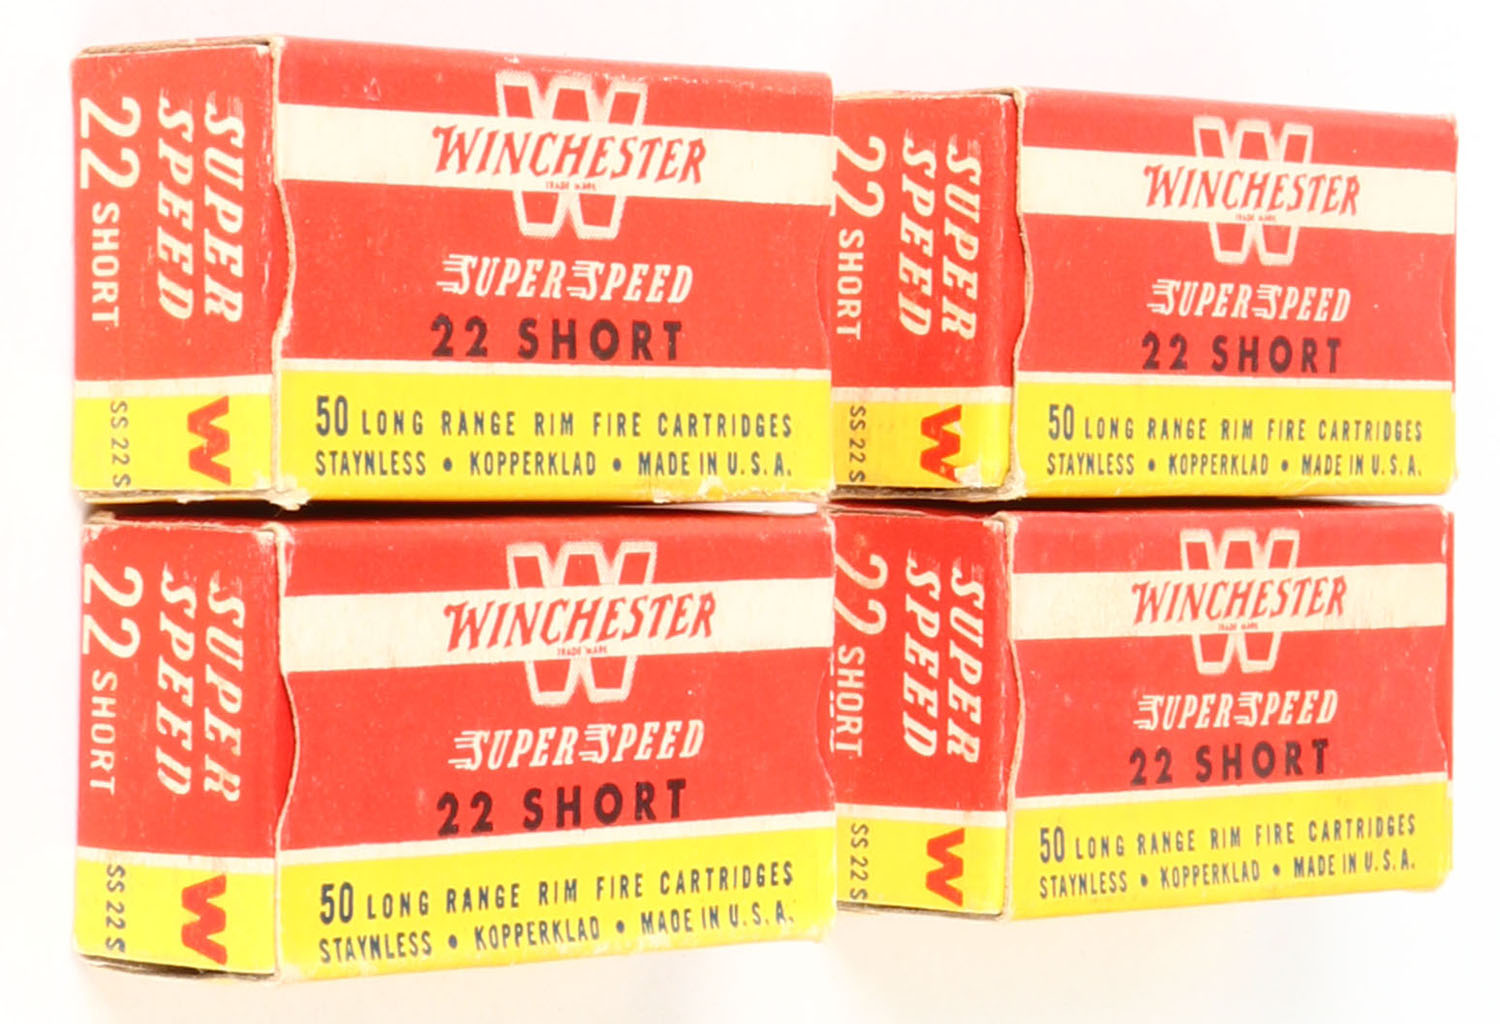 SUPER
SPEED
22 SHORT
SS 22 S
W
W
WINCHESTER
TRADE MARK
SUPER SPEED
22 SHORT
50 LONG RANGE RIM FIRE CARTRIDGES
STAYNLESS • KOPPERKLAD • MADE IN U.S.A.
SUPER
SPEED
22 SHORT
SS 22 S
W
W
WINCHESTER
TRADE MARK
SUPER SPEED
22 SHORT
50 LONG RANGE RIM FIRE CARTRIDGES
STAYNLESS • KOPPERKLAD • MADE IN U.S.A.
SUPER
SPEED
22 SHORT
SS 22 S
W
W
WINCHESTER
TRADE MARK
SUPER SPEED
22 SHORT
50 LONG RANGE RIM FIRE CARTRIDGES
STAYNLESS • KOPPERKLAD • MADE IN U.S.A.
SUPER
SPEED
22 SHORT
SS 22 S
W
W
WINCHESTER
TRADE MARK
SUPER SPEED
22 SHORT
50 LONG RANGE RIM FIRE CARTRIDGES
STAYNLESS • KOPPERKLAD • MADE IN U.S.A.